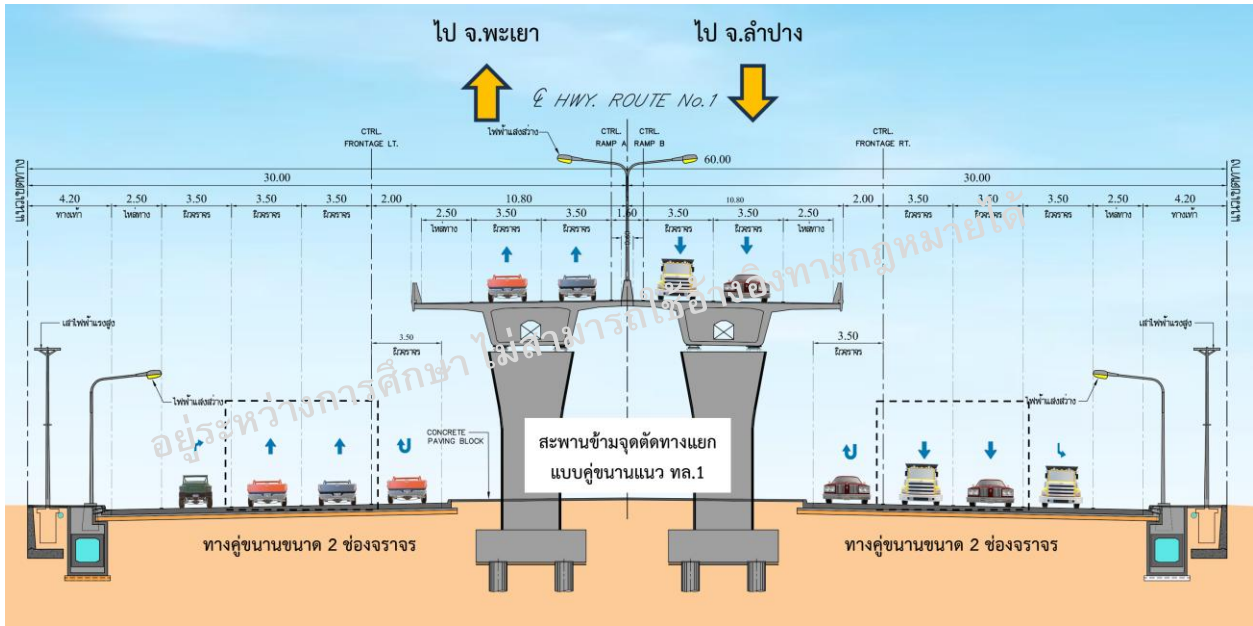 ไป จ.พะเยา
ไป จ.ลำปาง
℄ HWY. ROUTE No.1
CTRL.
FRONTAGE LT.
ไฟฟ้าแสงสว่าง
CTRL.
RAMP A
CTRL.
RAMP B
CTRL.
FRONTAGE RT.
แนวเขตทาง
60.00
แนวเขตทาง
30.00
30.00
4.20
2.50
3.50
3.50
3.50
2.00
10.80
10.80
2.00
3.50
3.50
3.50
2.50
4.20
ทางเท้า
ไหล่ทาง
ผิวจราจร
ผิวจราจร
ผิวจราจร
2.50
3.50
3.50
1.60
3.50
3.50
2.50
ผิวจราจร
ผิวจราจร
ผิวจราจร
ไหล่ทาง
ทางเท้า
ไหล่ทาง
ผิวจราจร
ผิวจราจร
ผิวจราจร
ผิวจราจร
ไหล่ทาง
อยู่ระหว่างการศึกษา ไม่สามารถใช้อ้างอิงทางกฎหมายได้
เสาไฟฟ้าแรงสูง
3.50
ผิวจราจร
3.50
ผิวจราจร
เสาไฟฟ้าแรงสูง
ไฟฟ้าแสงสว่าง
ไฟฟ้าแสงสว่าง
CONCRETE
PAVING BLOCK
สะพานข้ามจุดตัดทางแยก
แบบคู่ขนานแนว ทล.1
ทางคู่ขนานขนาด 2 ช่องจราจร
ทางคู่ขนานขนาด 2 ช่องจราจร